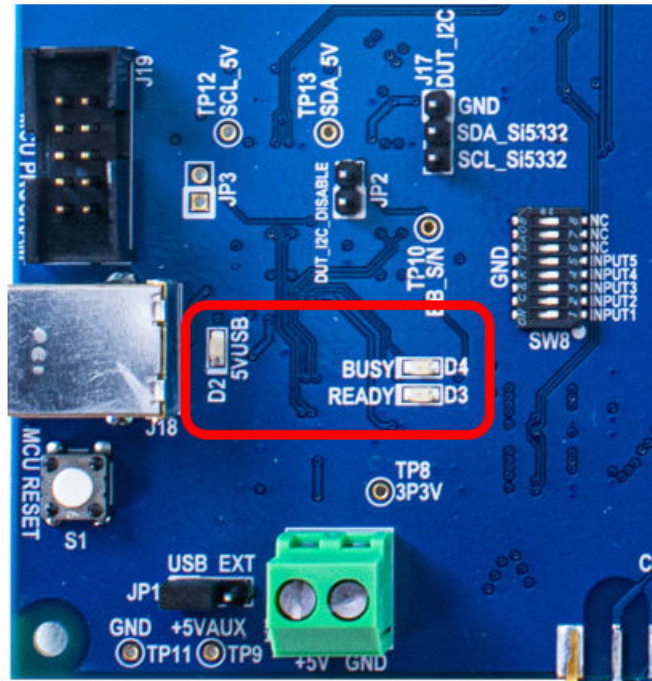 J19
TP12
SCL_5V
TP13
SDA_5V
J17
DUT_I2C
GND
SDA_Si5332
SCL_Si5332
JP3
DUT_I2C_DISABLE
JP2
TP10
EB_S/N
GND
NC
NC
NC
INPUT5
INPUT4
INPUT3
INPUT2
INPUT1
SW8
D2
5VUSB
BUSY
D4
READY
D3
J18
MCU RESET
S1
TP8
3P3V
USB EXT
JP1
GND
+5VAUX
TP11
TP9
+5V GND
C